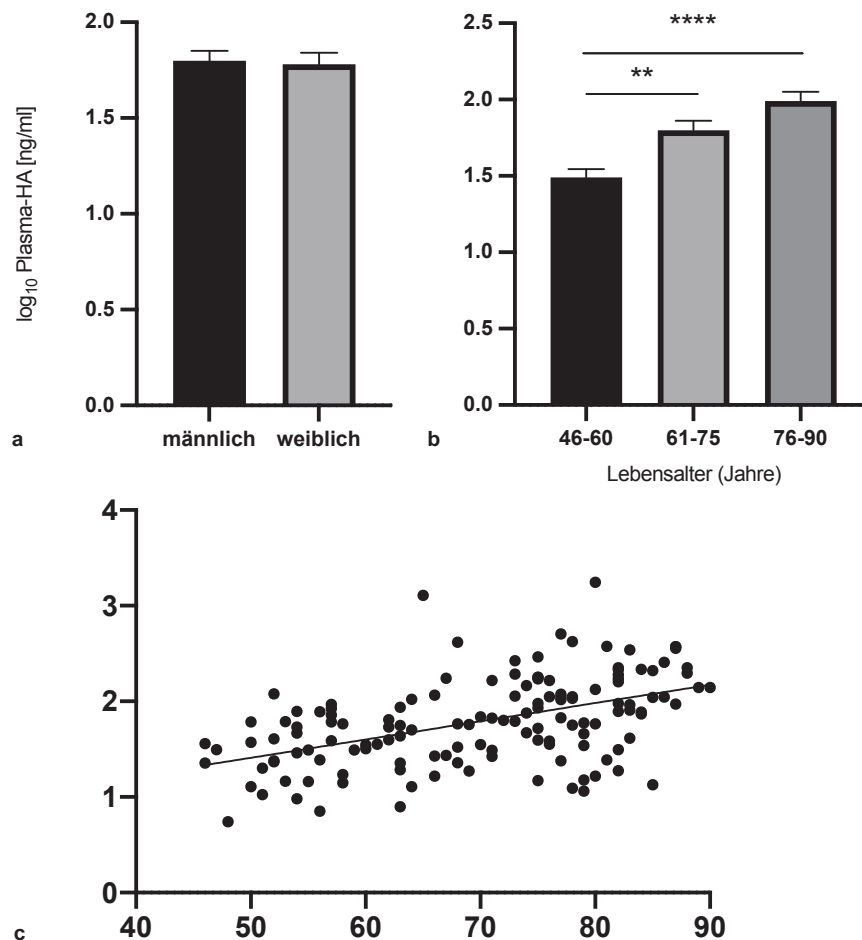 log10 Plasma-HA [ng/ml]
2.0
1.5
1.0
0.5
0.0
männlich weiblich
a
2.5
2.0
1.5
1.0
0.5
0.0
****
**
46-60 61-75 76-90
b
Lebensalter (Jahre)
4
3
2
1
0
40 50 60 70 80 90
c